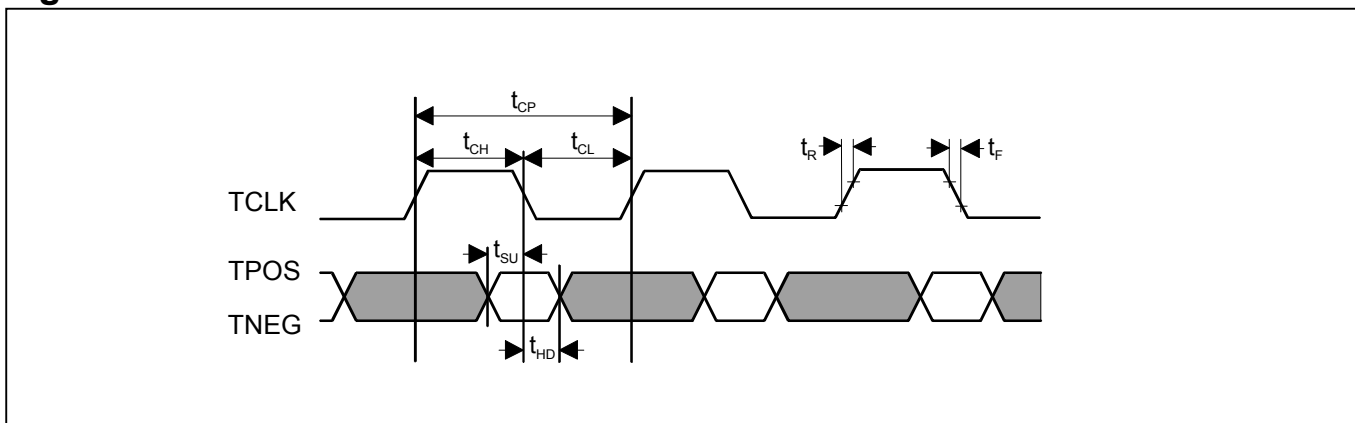 tCP
tCH tCL tR tF
TCLK
tSU
TPOS
TNEG
tHD